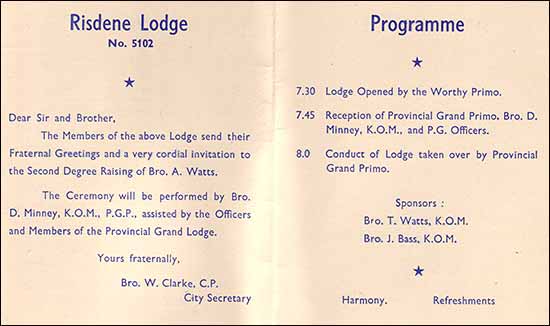 Risdene Lodge
No. 5102
Dear Sir and Brother,
The Members of the above Lodge send their
Fraternal Greetings and a very cordial invitation to
the Second Degree Raising of Bro. A. Watts.
The Ceremony will be performed by Bro.
D. Minney, K.O.M., P.G.P., assisted by the Officers
and Members of the Provincial Grand Lodge.
Yours fraternally,
Bro. W. Clarke, C.P.
City Secretary
Programme
7.30 Lodge Opened by the Worthy Primo.
7.45 Reception of Provincial Grand Primo, Bro. D.
Minney, K.O.M., and P.G. Officers.
8.0 Conduct of Lodge taken over by Provincial
Grand Primo.
Sponsors :
Bro. T. Watts, K.O.M.
Bro. J. Bass, K.O.M.
Harmony. Refreshments